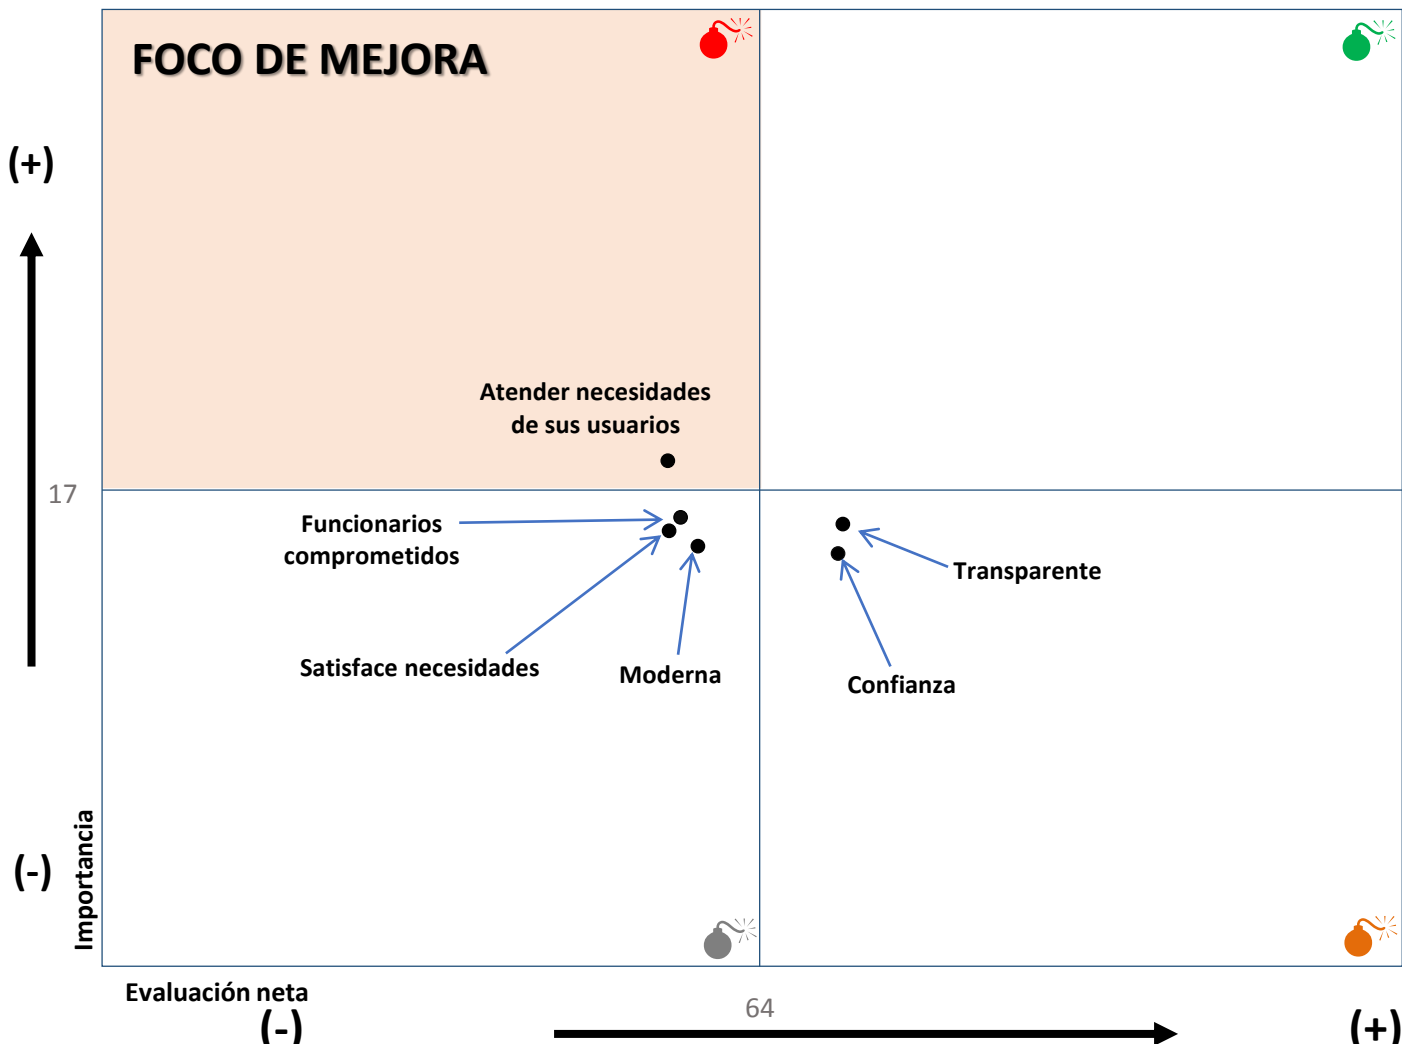 FOCO DE MEJORA
(+)
Atender necesidades
de sus usuarios
17
Funcionarios
comprometidos
Transparente
Satisface necesidades
Moderna
Confianza
(-)
Importancia
Evaluación neta
64
(-)
(+)